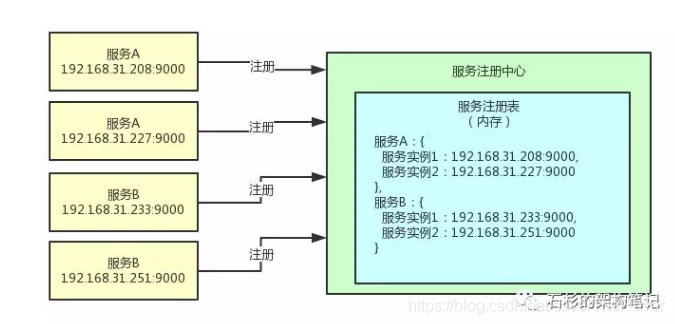 服务A
192.168.31.208:9000
注册
服务A
192.168.31.227:9000
注册
服务B
192.168.31.233:9000
注册
服务B
192.168.31.251:9000
注册
服务注册中心
服务注册表
（内存）
服务A：{
服务实例1：192.168.31.208:9000,
服务实例2：192.168.31.227:9000
},
服务B：{
服务实例1：192.168.31.233:9000,
服务实例2：192.168.31.251:9000
}
石杉的架构笔记
https://blog.csdn.net